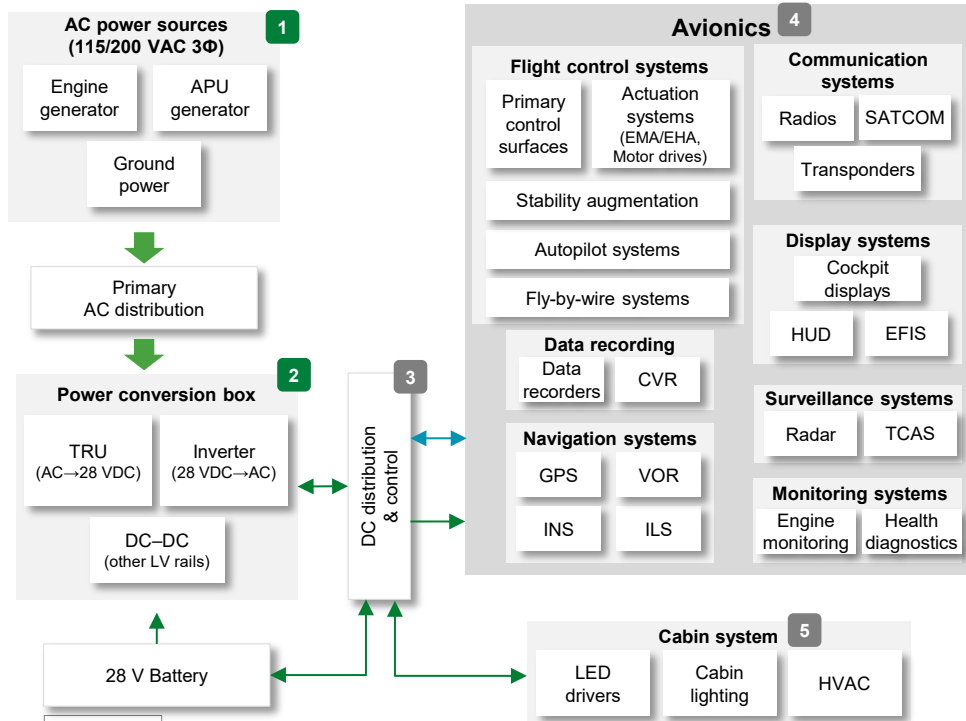 AC power sources
(115/200 VAC 3Φ)
1
Engine
generator
APU
generator
Ground
power
Primary
AC distribution
Power conversion box
2
TRU
(AC→28 VDC)
Inverter
(28 VDC→AC)
DC–DC
(other LV rails)
28 V Battery
3
DC distribution
& control
Avionics
4
Flight control systems
Primary
control
surfaces
Actuation
systems
(EMA/EHA,
Motor drives)
Stability augmentation
Autopilot systems
Fly-by-wire systems
Data recording
Data
recorders
CVR
Navigation systems
GPS
VOR
INS
ILS
Communication
systems
Radios
SATCOM
Transponders
Display systems
Cockpit
displays
HUD
EFIS
Surveillance systems
Radar
TCAS
Monitoring systems
Engine
monitoring
Health
diagnostics
Cabin system
5
LED
drivers
Cabin
lighting
HVAC